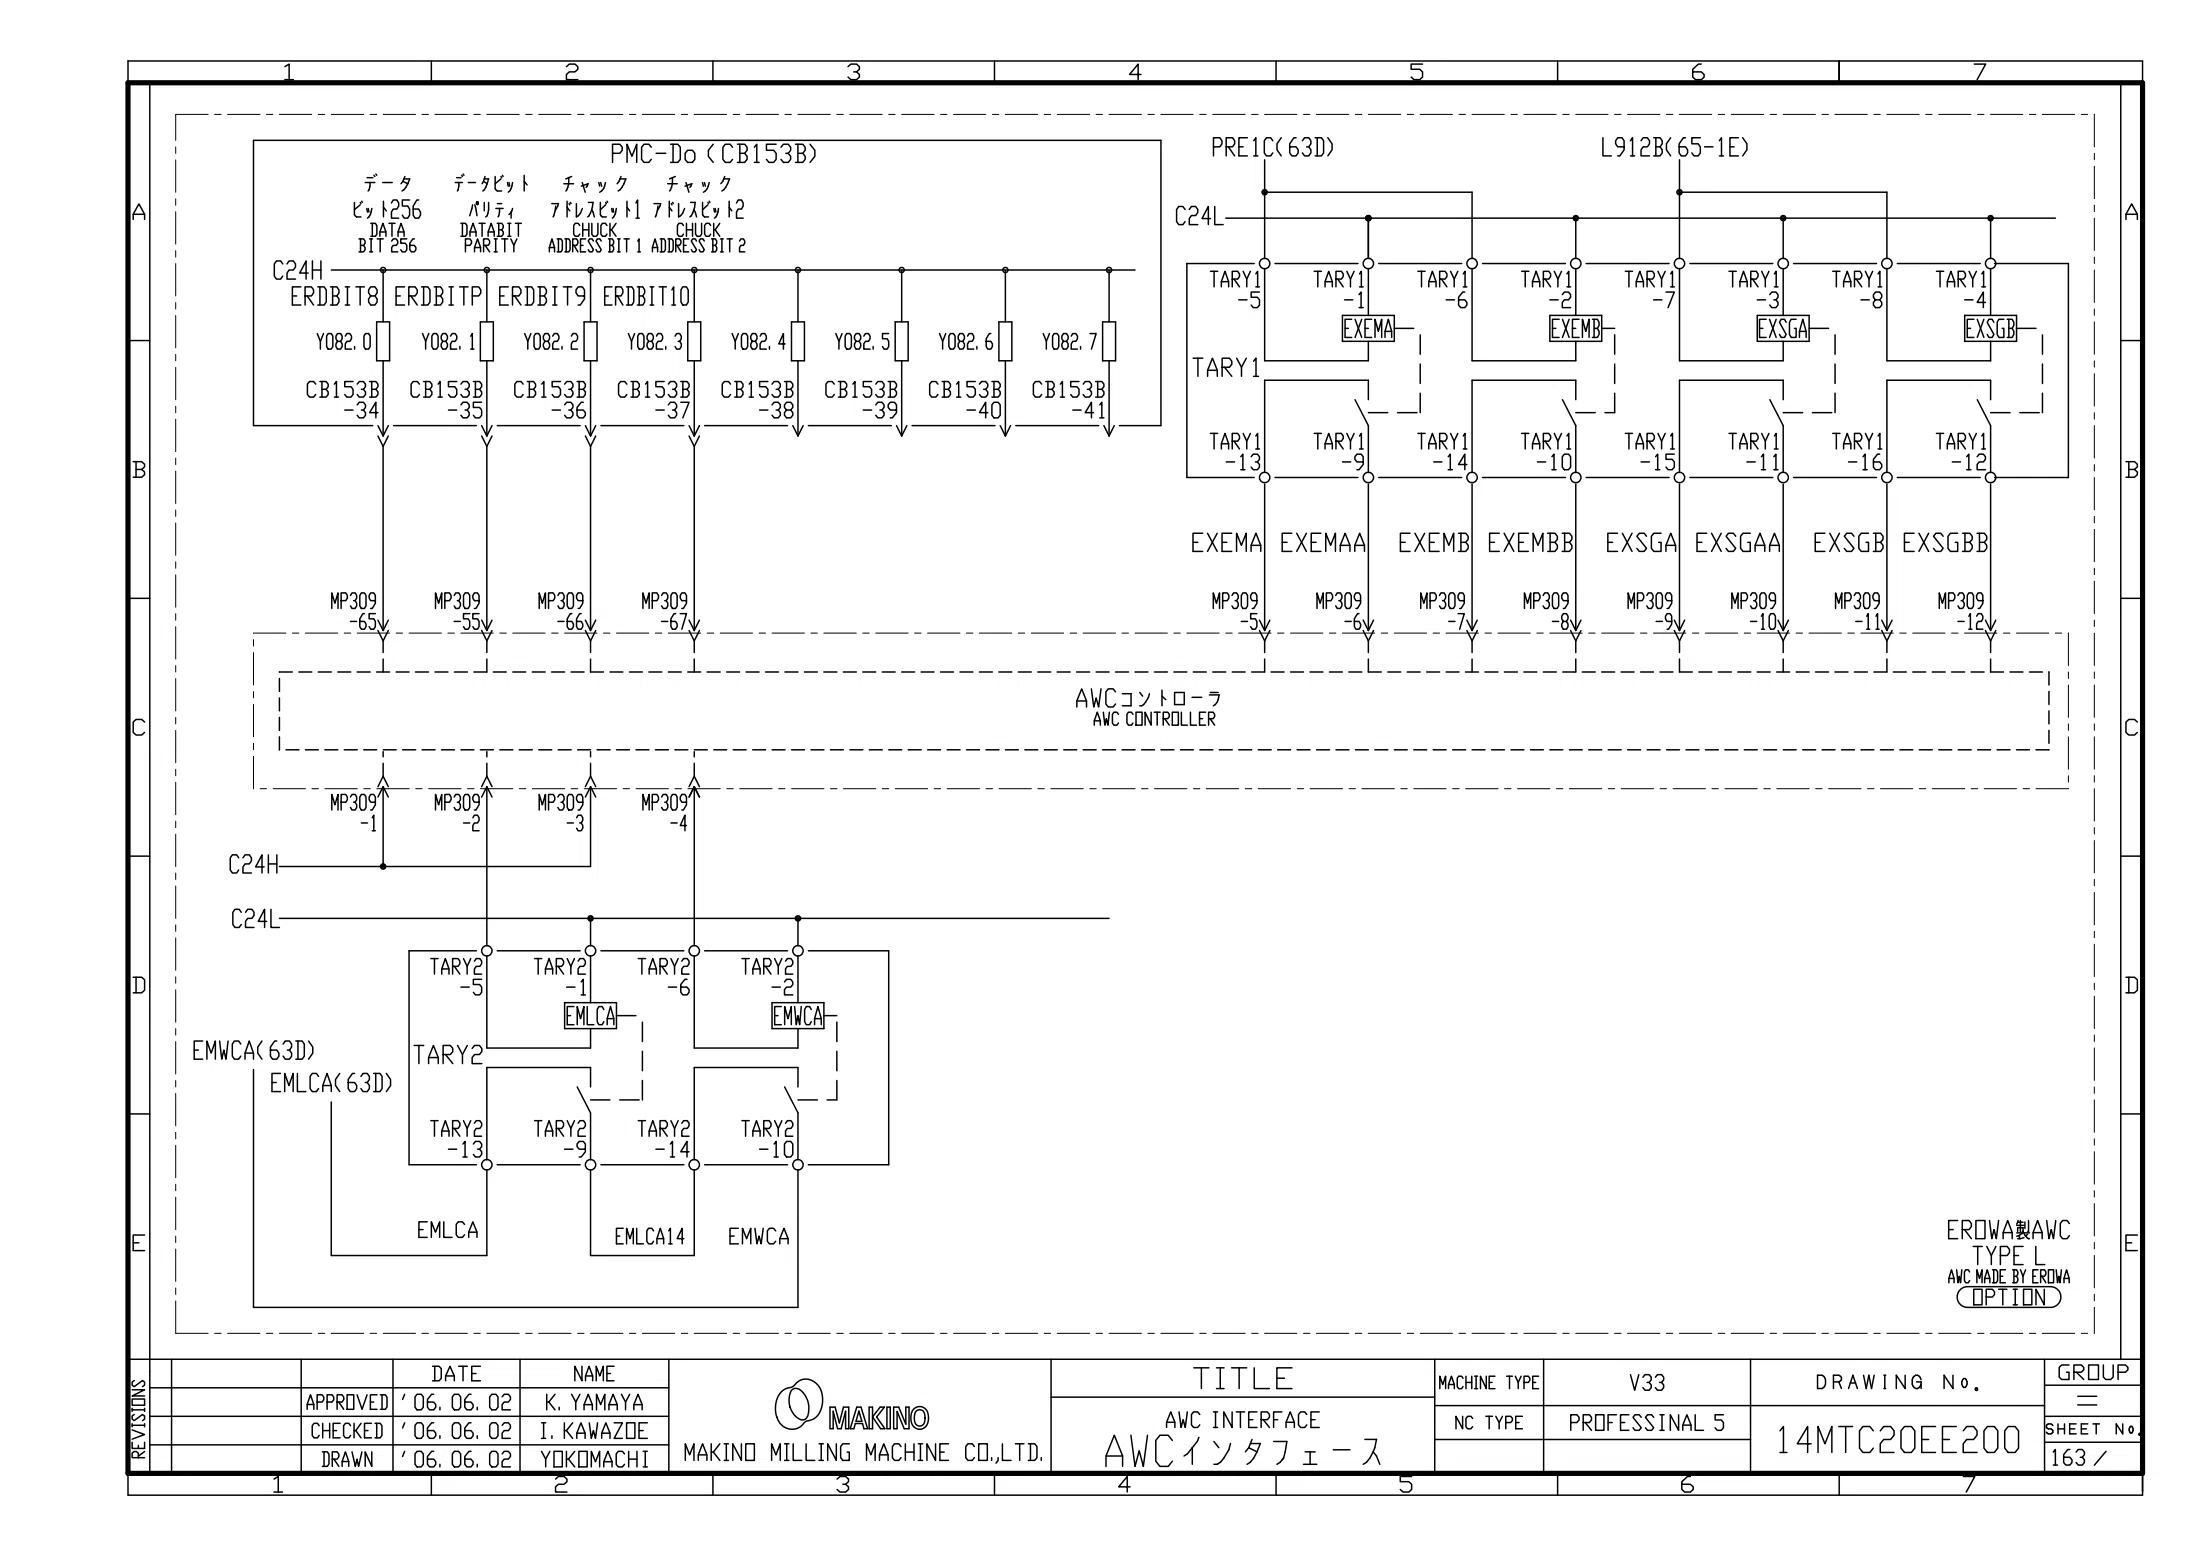 1 2 3 4 5 6 7
A
B
C
D
E
PMC-Do (CB153B)
データ データビット チャック チャック
ビット256 パリティ アドレスビット1 アドレスビット2
DATA DATABIT CHUCK CHUCK
BIT 256 PARITY ADDRESS BIT 1 ADDRESS BIT 2
C24H
ERDBIT8 ERDBITP ERDBIT9 ERDBIT10
Y082.0 Y082.1 Y082.2 Y082.3 Y082.4 Y082.5 Y082.6 Y082.7
CB153B CB153B CB153B CB153B CB153B CB153B CB153B CB153B
-34 -35 -36 -37 -38 -39 -40 -41
MP309 MP309 MP309 MP309
-65 -55 -66 -67
PRE1C(63D) L912B(65-1E)
C24L
TARY1 TARY1 TARY1 TARY1 TARY1 TARY1 TARY1 TARY1
-5 -1 -6 -2 -7 -3 -8 -4
EXEMA EXEMB EXSGA EXSGB
TARY1
TARY1 TARY1 TARY1 TARY1 TARY1 TARY1 TARY1 TARY1
-13 -9 -14 -10 -15 -11 -16 -12
EXEMA EXEMAA EXEMB EXEMBB EXSGA EXSGAA EXSGB EXSGBB
MP309 MP309 MP309 MP309 MP309 MP309 MP309 MP309
-5 -6 -7 -8 -9 -10 -11 -12
AWCコントローラ
AWC CONTROLLER
MP309 MP309 MP309 MP309
-1 -2 -3 -4
C24H
C24L
TARY2 TARY2 TARY2 TARY2
-5 -1 -6 -2
EMLCA EMWCA
EMWCA(63D)
TARY2
EMLCA(63D)
TARY2 TARY2 TARY2 TARY2
-13 -9 -14 -10
EMLCA EMLCA14 EMWCA
EROWA製AWC
TYPE L
AWC MADE BY EROWA
OPTION
A
B
C
D
E
REVISIONS
DATE NAME
APPROVED '06.06.02 K. YAMAYA
CHECKED '06.06.02 I. KAWAZOE
DRAWN '06.06.02 YOKOMACHI
MAKINO
MAKINO MILLING MACHINE CO.,LTD.
TITLE
AWC INTERFACE
AWCインタフェース
MACHINE TYPE V33
NC TYPE PROFESSINAL 5
DRAWING No.
14MTC20EE200
GROUP
=
SHEET No.
163 /
1 2 3 4 5 6 7